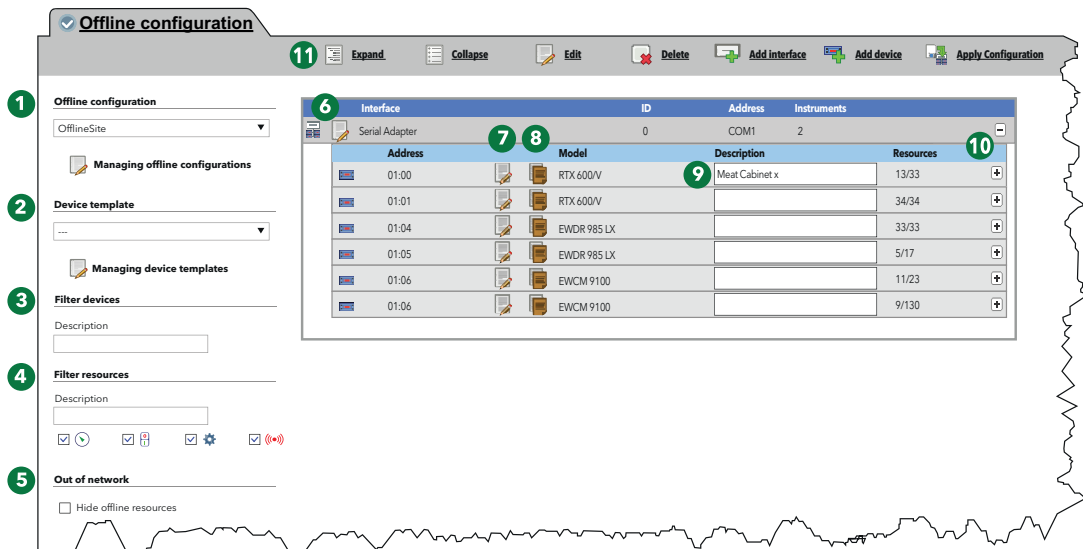 Offline configuration
11 Expand Collapse Edit Delete Add interface Add device Apply Configuration
1 Offline configuration
OfflineSite
Managing offline configurations
2 Device template
---
Managing device templates
3 Filter devices
Description
4 Filter resources
Description
5 Out of network
Hide offline resources
6 Interface ID Address Instruments
Serial Adapter 0 COM1 2
7 8 10
Address Model Description Resources
01:00 RTX 600/V 9 Meat Cabinet x 13/33
01:01 RTX 600/V 34/34
01:04 EWDR 985 LX 33/33
01:05 EWDR 985 LX 5/17
01:06 EWCM 9100 11/23
01:06 EWCM 9100 9/130